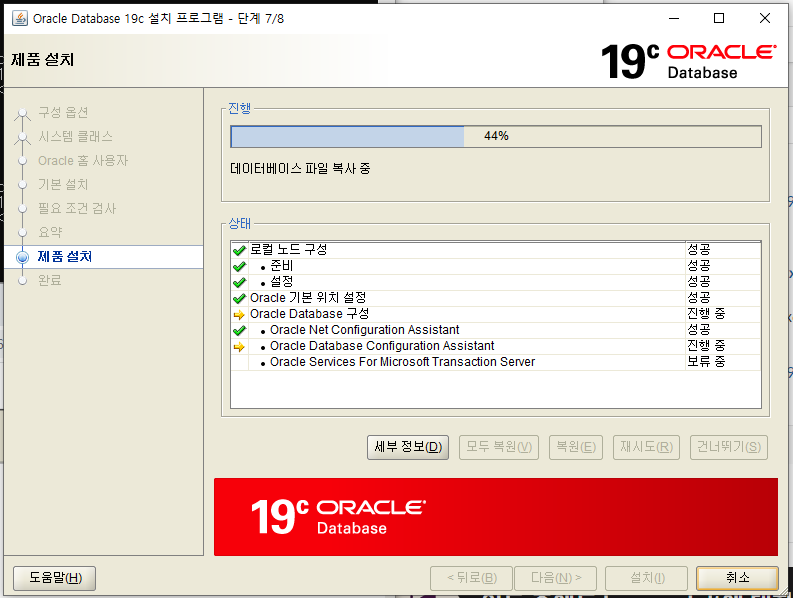 Oracle Database 19c 설치 프로그램 - 단계 7/8
제품 설치
19c ORACLE
Database
구성 옵션
시스템 클래스
Oracle 홈 사용자
기본 설치
필요 조건 검사
요약
제품 설치
완료
진행
44%
데이터베이스 파일 복사 중
상태
로컬 노드 구성 성공
• 준비 성공
• 설정 성공
Oracle 기본 위치 설정 성공
Oracle Database 구성 진행 중
• Oracle Net Configuration Assistant 성공
• Oracle Database Configuration Assistant 진행 중
• Oracle Services For Microsoft Transaction Server 보류 중
세부 정보(D) 모두 복원(V) 복원(E) 재시도(R) 건너뛰기(S)
19c ORACLE
Database
도움말(H) < 뒤로(B) 다음(N) > 설치(I) 취소